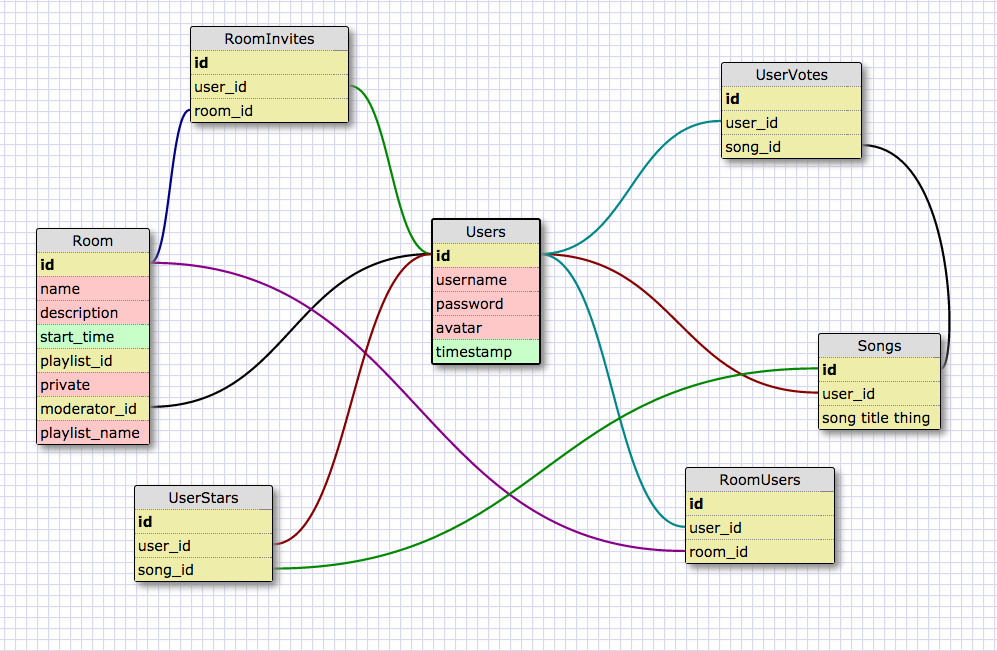 RoomInvites
id
user_id
room_id
UserVotes
id
user_id
song_id
Room
id
name
description
start_time
playlist_id
private
moderator_id
playlist_name
Users
id
username
password
avatar
timestamp
Songs
id
user_id
song title thing
UserStars
id
user_id
song_id
RoomUsers
id
user_id
room_id